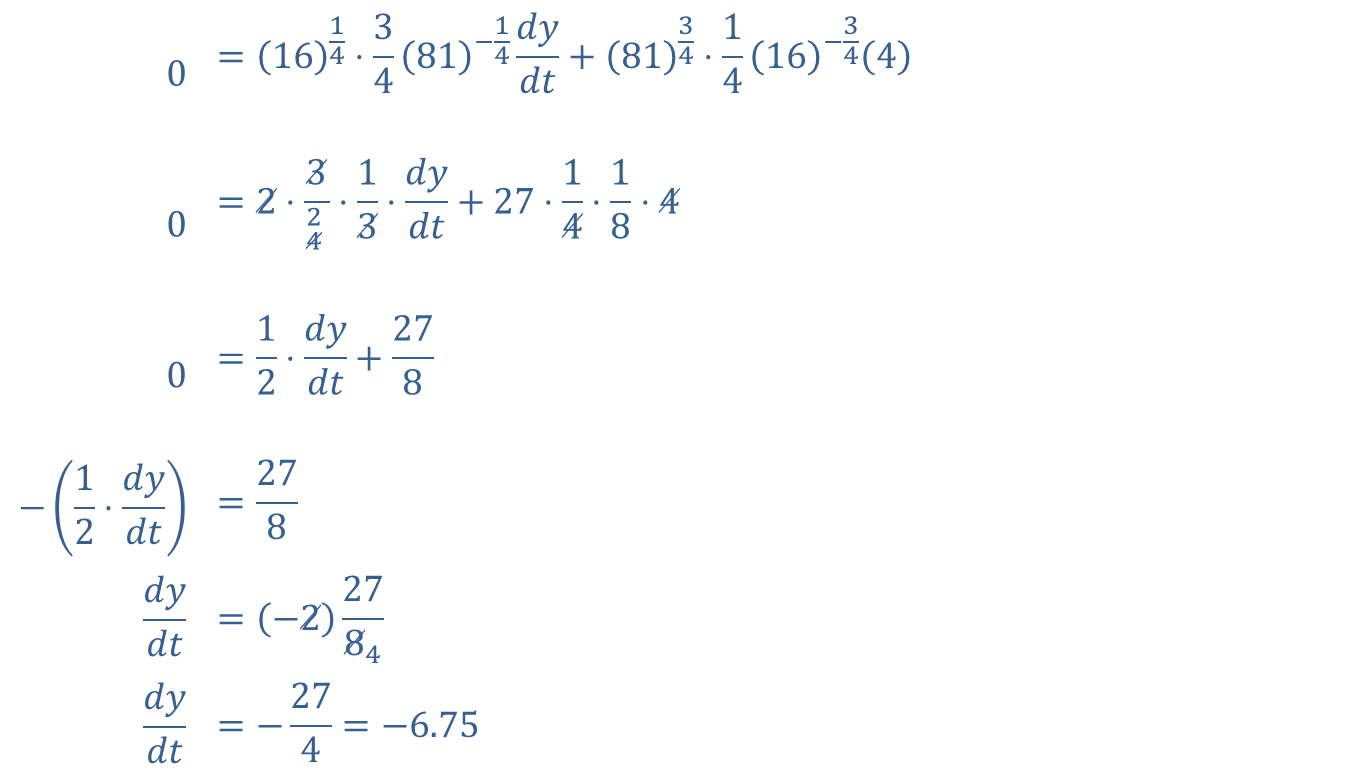 0 = (16)^{1/4} · 3/4 (81)^{-1/4} dy/dt + (81)^{3/4} · 1/4 (16)^{-3/4} (4)
0 = 2̸ · 3̸/(2 4̸) · 1/3̸ · dy/dt + 27 · 1/4̸ · 1/8 · 4̸
0 = 1/2 · dy/dt + 27/8
−(1/2 · dy/dt) = 27/8
dy/dt = (−2̸) 27/8̸ 4
dy/dt = − 27/4 = −6.75